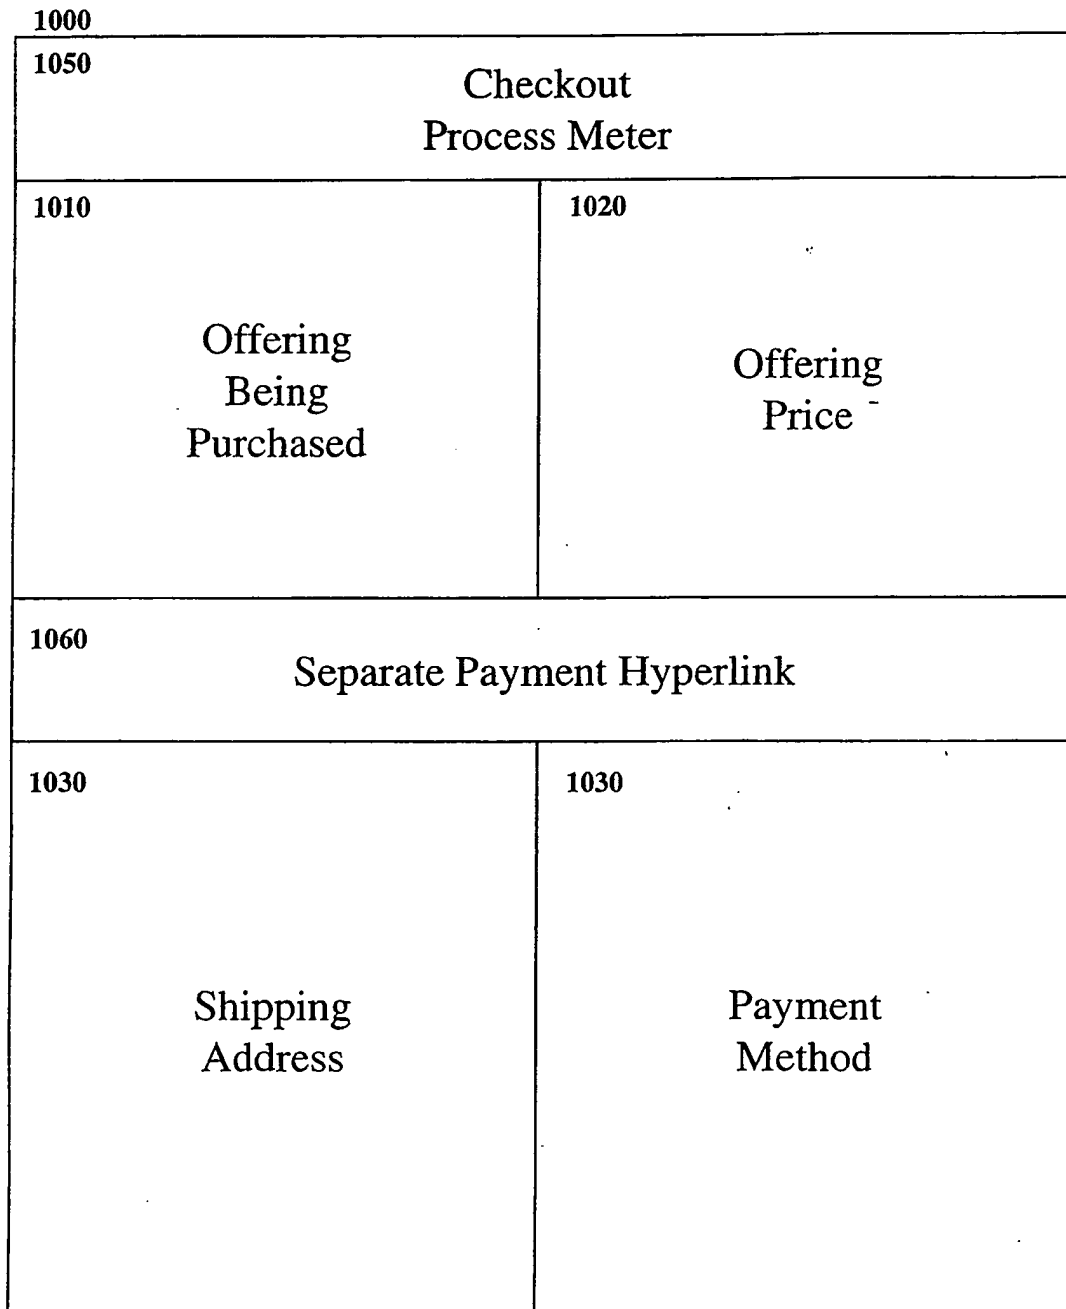 1000
1050
Checkout
Process Meter
1010
Offering
Being
Purchased
1020
Offering
Price
1060
Separate Payment Hyperlink
1030
Shipping
Address
1030
Payment
Method